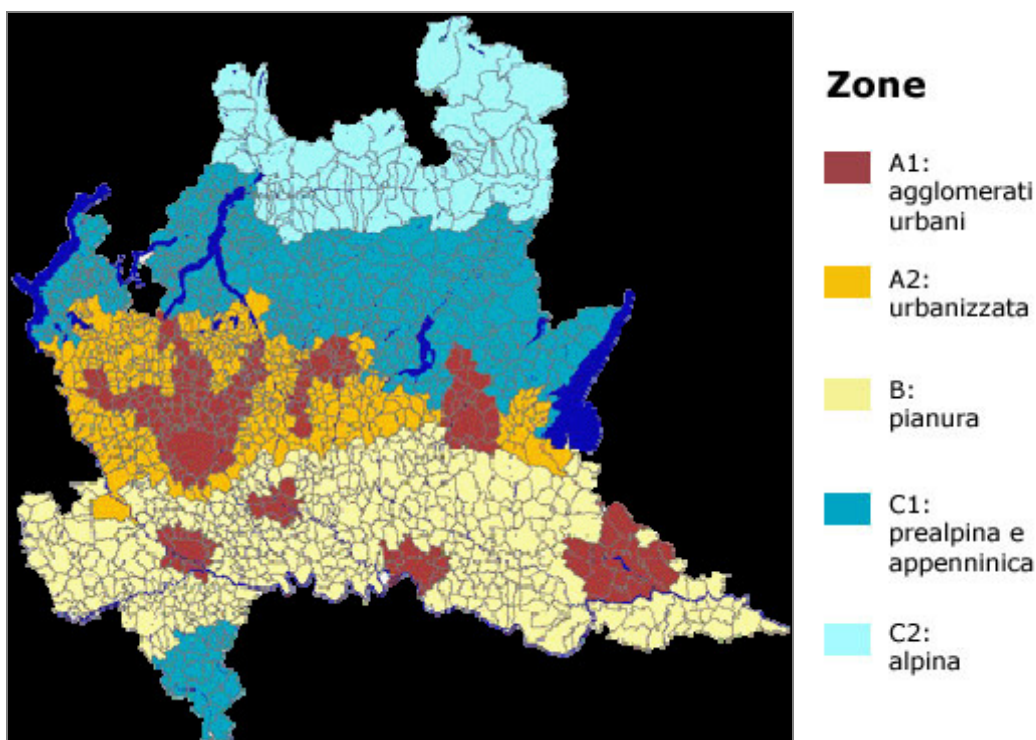 Zone
A1:
agglomerati
urbani
A2:
urbanizzata
B:
pianura
C1:
prealpina e
appenninica
C2:
alpina